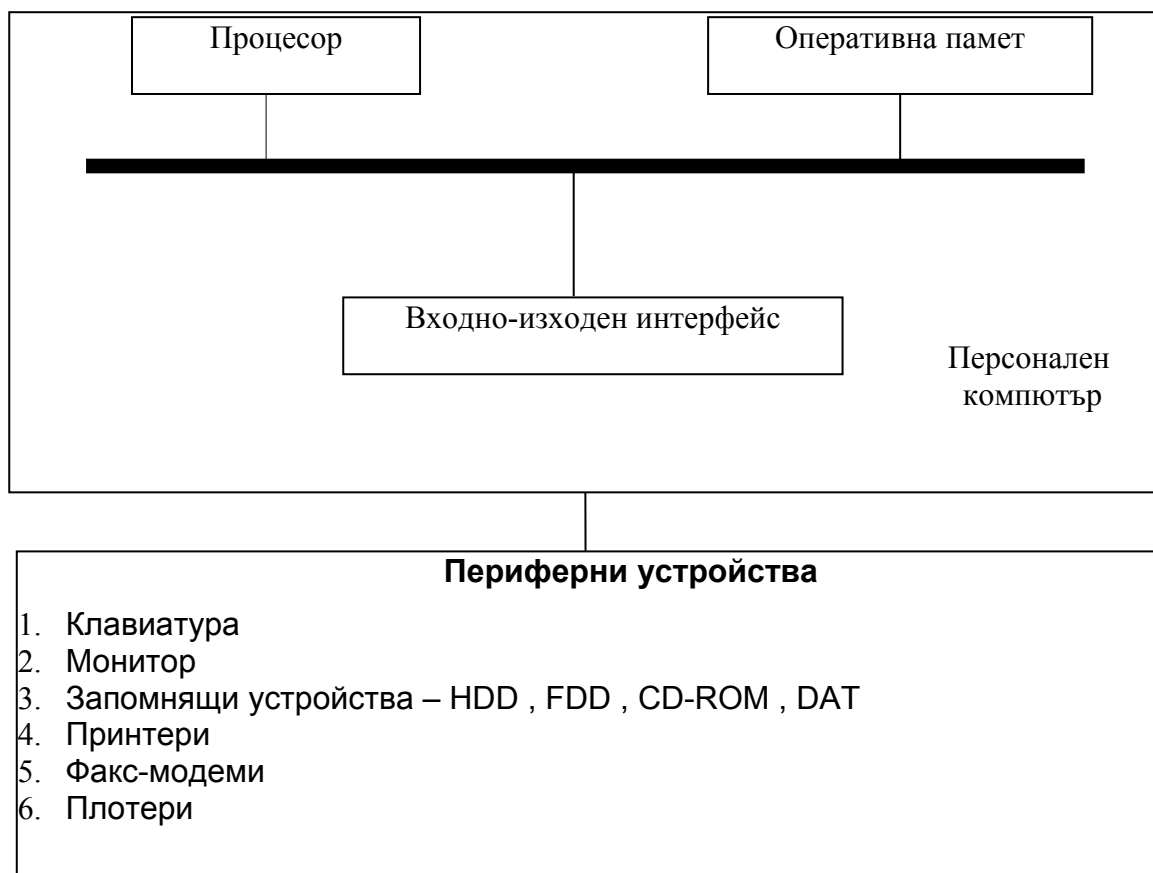 Процесор
Оперативна памет
Входно-изходен интерфейс
Персонален
компютър
Периферни устройства
1. Клавиатура
2. Монитор
3. Запомнящи устройства – HDD , FDD , CD-ROM , DAT
4. Принтери
5. Факс-модеми
6. Плотери